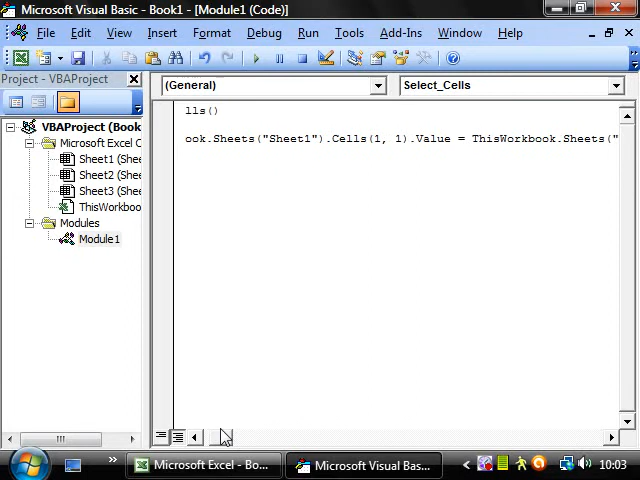 Microsoft Visual Basic - Book1 - [Module1 (Code)]
File Edit View Insert Format Debug Run Tools Add-Ins Window Help
Project - VBAProject
(General) Select_Cells
VBAProject (Book
Microsoft Excel O
Sheet1 (Shee
Sheet2 (Shee
Sheet3 (Shee
ThisWorkboo
Modules
Module1
lls()
ook.Sheets("Sheet1").Cells(1, 1).Value = ThisWorkbook.Sheets("
Microsoft Excel - Bo...
Microsoft Visual Bas...
10:03